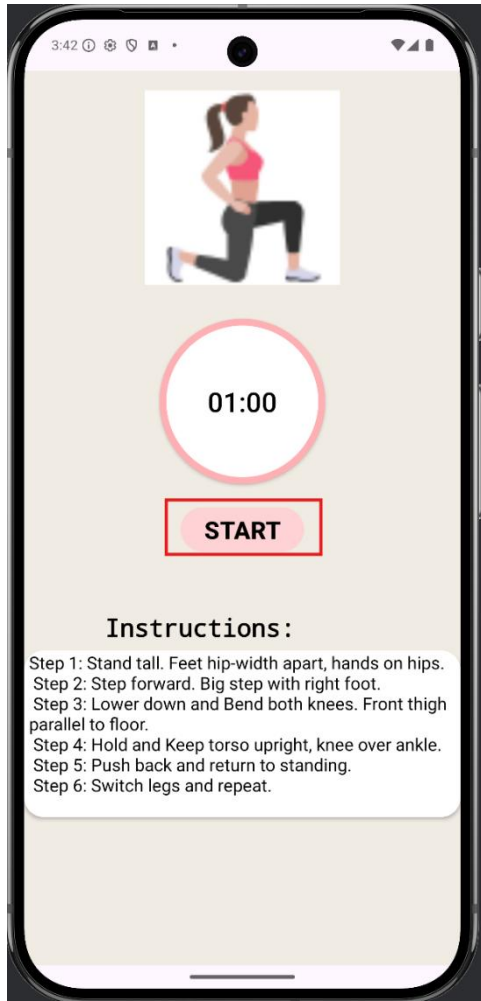 3:42
01:00
START
Instructions:
Step 1: Stand tall. Feet hip-width apart, hands on hips.
Step 2: Step forward. Big step with right foot.
Step 3: Lower down and Bend both knees. Front thigh
parallel to floor.
Step 4: Hold and Keep torso upright, knee over ankle.
Step 5: Push back and return to standing.
Step 6: Switch legs and repeat.